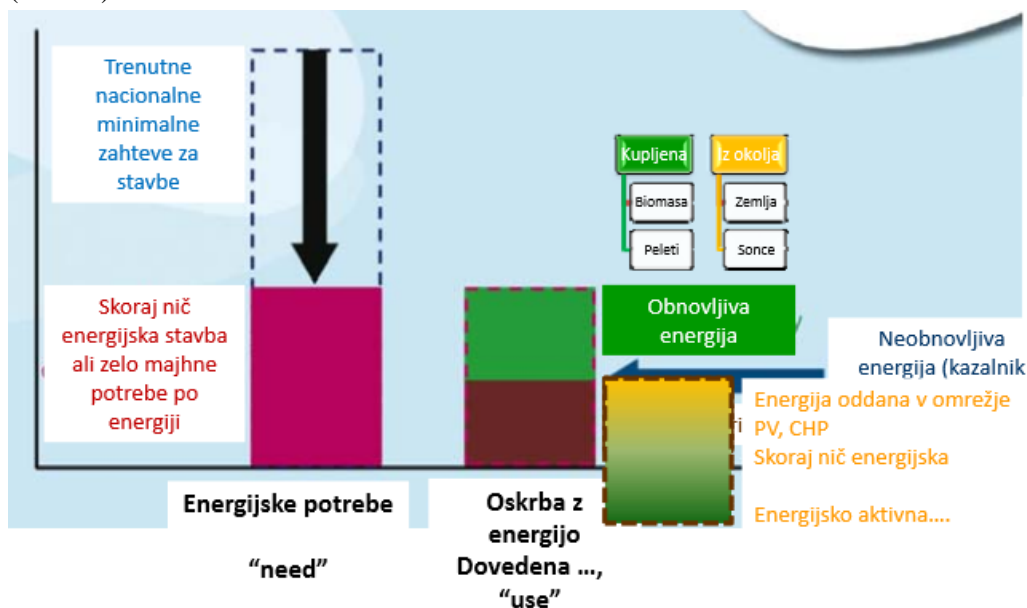 Trenutne
nacionalne
minimalne
zahteve za
stavbe
Kupljena
Iz okolja
Biomasa
Zemlja
Peleti
Sonce
Skoraj nič
energijska stavba
ali zelo majhne
potrebe po
energiji
Obnovljiva
energija
Neobnovljiva
energija (kazalnik
Energija oddana v omrežje
PV, CHP
Skoraj nič energijska
Energijsko aktivna....
Energijske potrebe
“need”
Oskrba z
energijo
Dovedena ...,
“use”